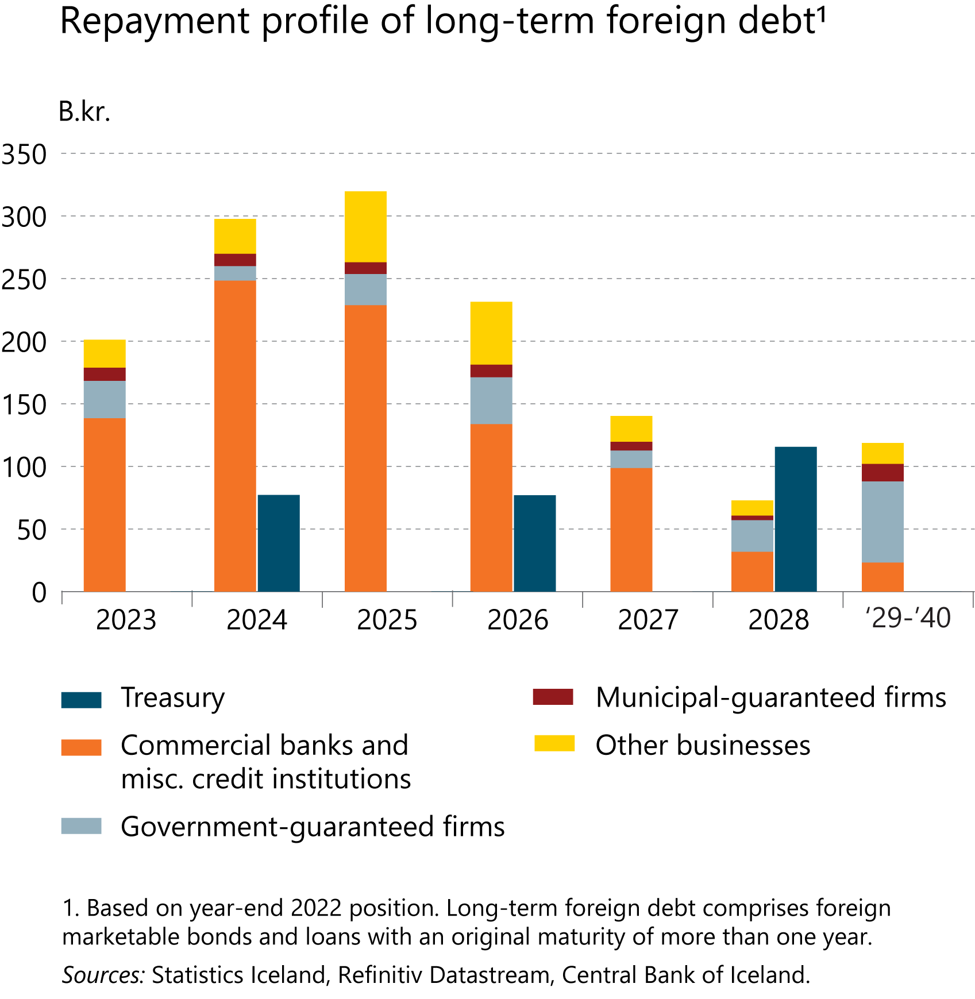 Repayment profile of long-term foreign debt¹
B.kr.
350
300
250
200
150
100
50
0
2023 2024 2025 2026 2027 2028 ‘29-’40
Treasury
Commercial banks and
misc. credit institutions
Government-guaranteed firms
Municipal-guaranteed firms
Other businesses
1. Based on year-end 2022 position. Long-term foreign debt comprises foreign
marketable bonds and loans with an original maturity of more than one year.
Sources: Statistics Iceland, Refinitiv Datastream, Central Bank of Iceland.